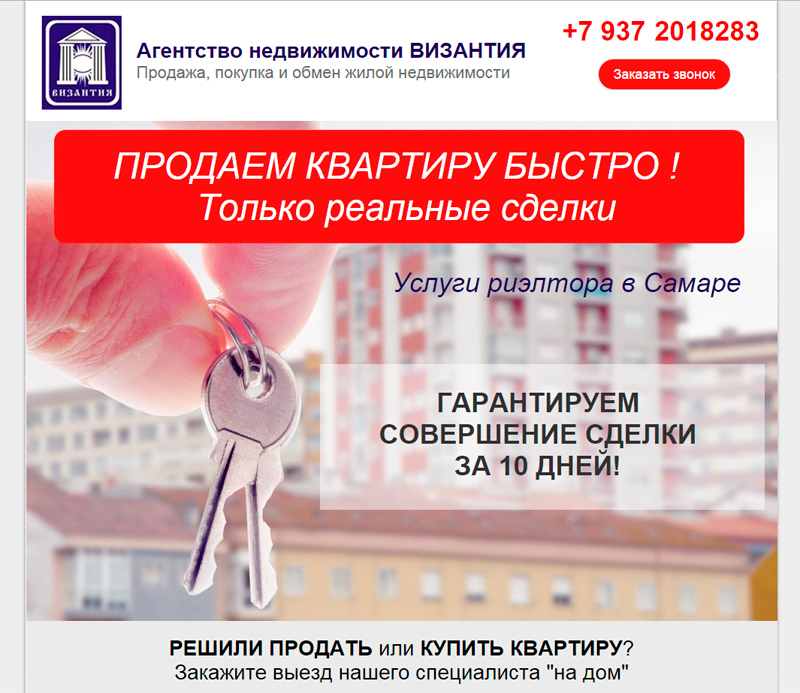 ВИЗАНТИЯ
Агентство недвижимости ВИЗАНТИЯ
Продажа, покупка и обмен жилой недвижимости
+7 937 2018283
Заказать звонок
ПРОДАЕМ КВАРТИРУ БЫСТРО !
Только реальные сделки
Услуги риэлтора в Самаре
ГАРАНТИРУЕМ
СОВЕРШЕНИЕ СДЕЛКИ
ЗА 10 ДНЕЙ!
РЕШИЛИ ПРОДАТЬ или КУПИТЬ КВАРТИРУ?
Закажите выезд нашего специалиста "на дом"